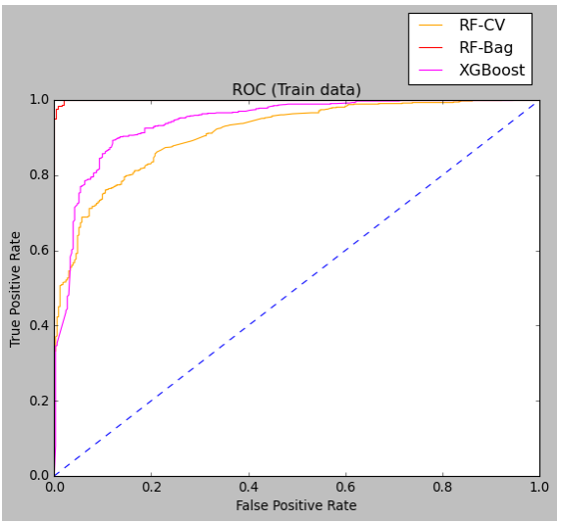 RF-CV
RF-Bag
XGBoost
ROC (Train data)
1.0
0.8
0.6
0.4
0.2
0.0
True Positive Rate
0.0 0.2 0.4 0.6 0.8 1.0
False Positive Rate